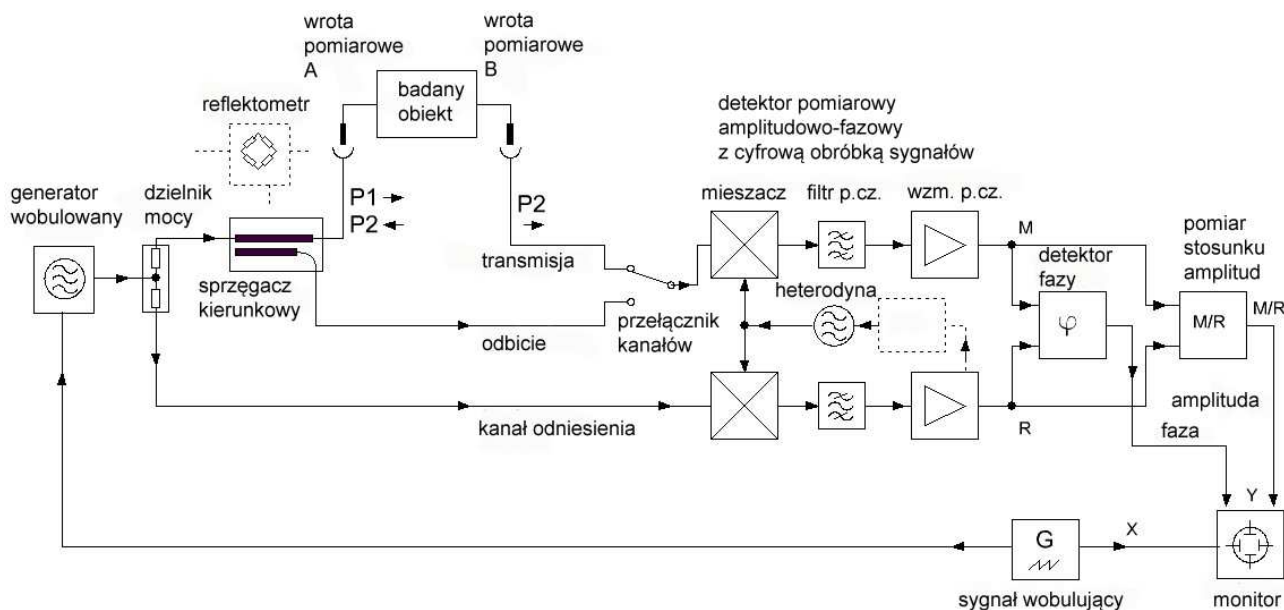 wrota
pomiarowe
A
wrota
pomiarowe
B
badany
obiekt
reflektometr
detektor pomiarowy
amplitudowo-fazowy
z cyfrową obróbką sygnałów
generator
wobulowany
dzielnik
mocy
P1
P2
P2
mieszacz
filtr p.cz.
wzm. p.cz.
M
pomiar
stosunku
amplitud
detektor
fazy
transmisja
sprzęgacz
kierunkowy
heterodyna
φ
M/R
M/R
odbicie
przełącznik
kanałów
kanał odniesienia
R
amplituda
faza
Y
G
X
sygnał wobulujący
monitor